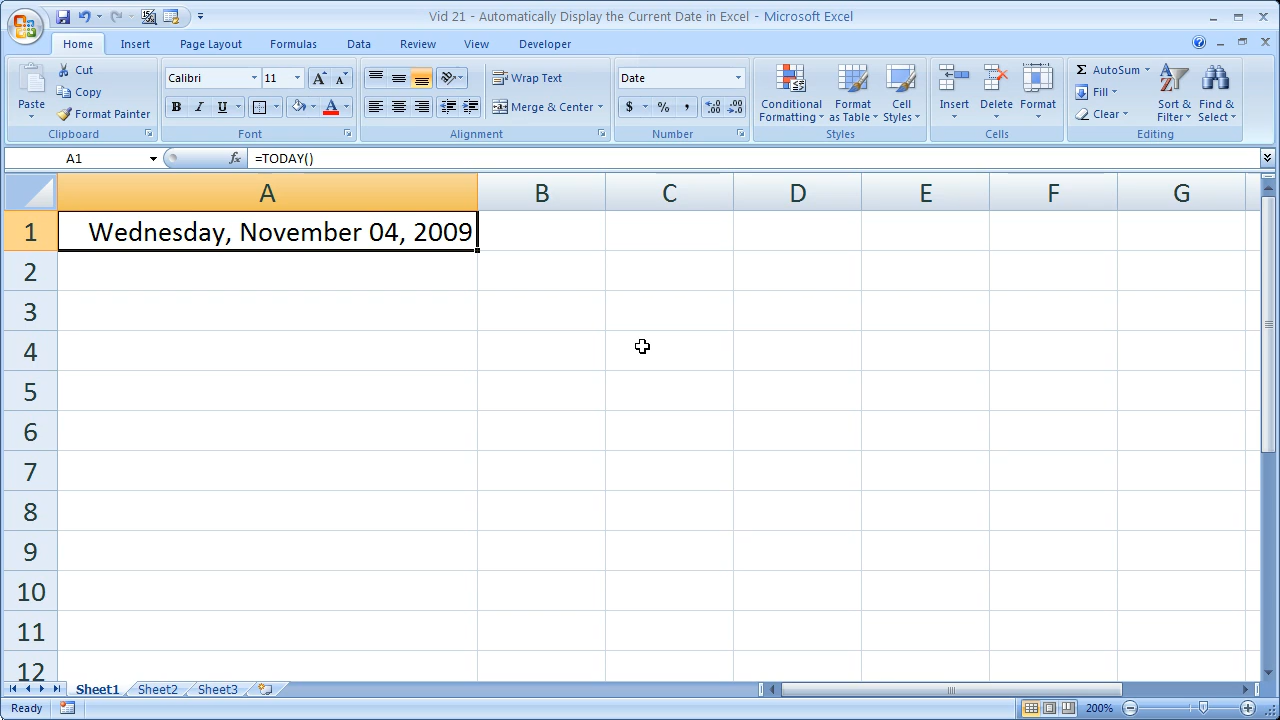 Vid 21 - Automatically Display the Current Date in Excel - Microsoft Excel
Home Insert Page Layout Formulas Data Review View Developer
Paste
Cut
Copy
Format Painter
Clipboard
Calibri 11
B I U A
Font
Wrap Text
Merge & Center
Alignment
Date
$ % ,
Number
Conditional Formatting
Format as Table
Cell Styles
Styles
Insert
Delete
Format
Cells
Σ AutoSum
Fill
Clear
Sort & Filter
Find & Select
Editing
A1 fx =TODAY()
A B C D E F G
1 Wednesday, November 04, 2009
2
3
4
5
6
7
8
9
10
11
12
Sheet1 Sheet2 Sheet3
Ready 200%